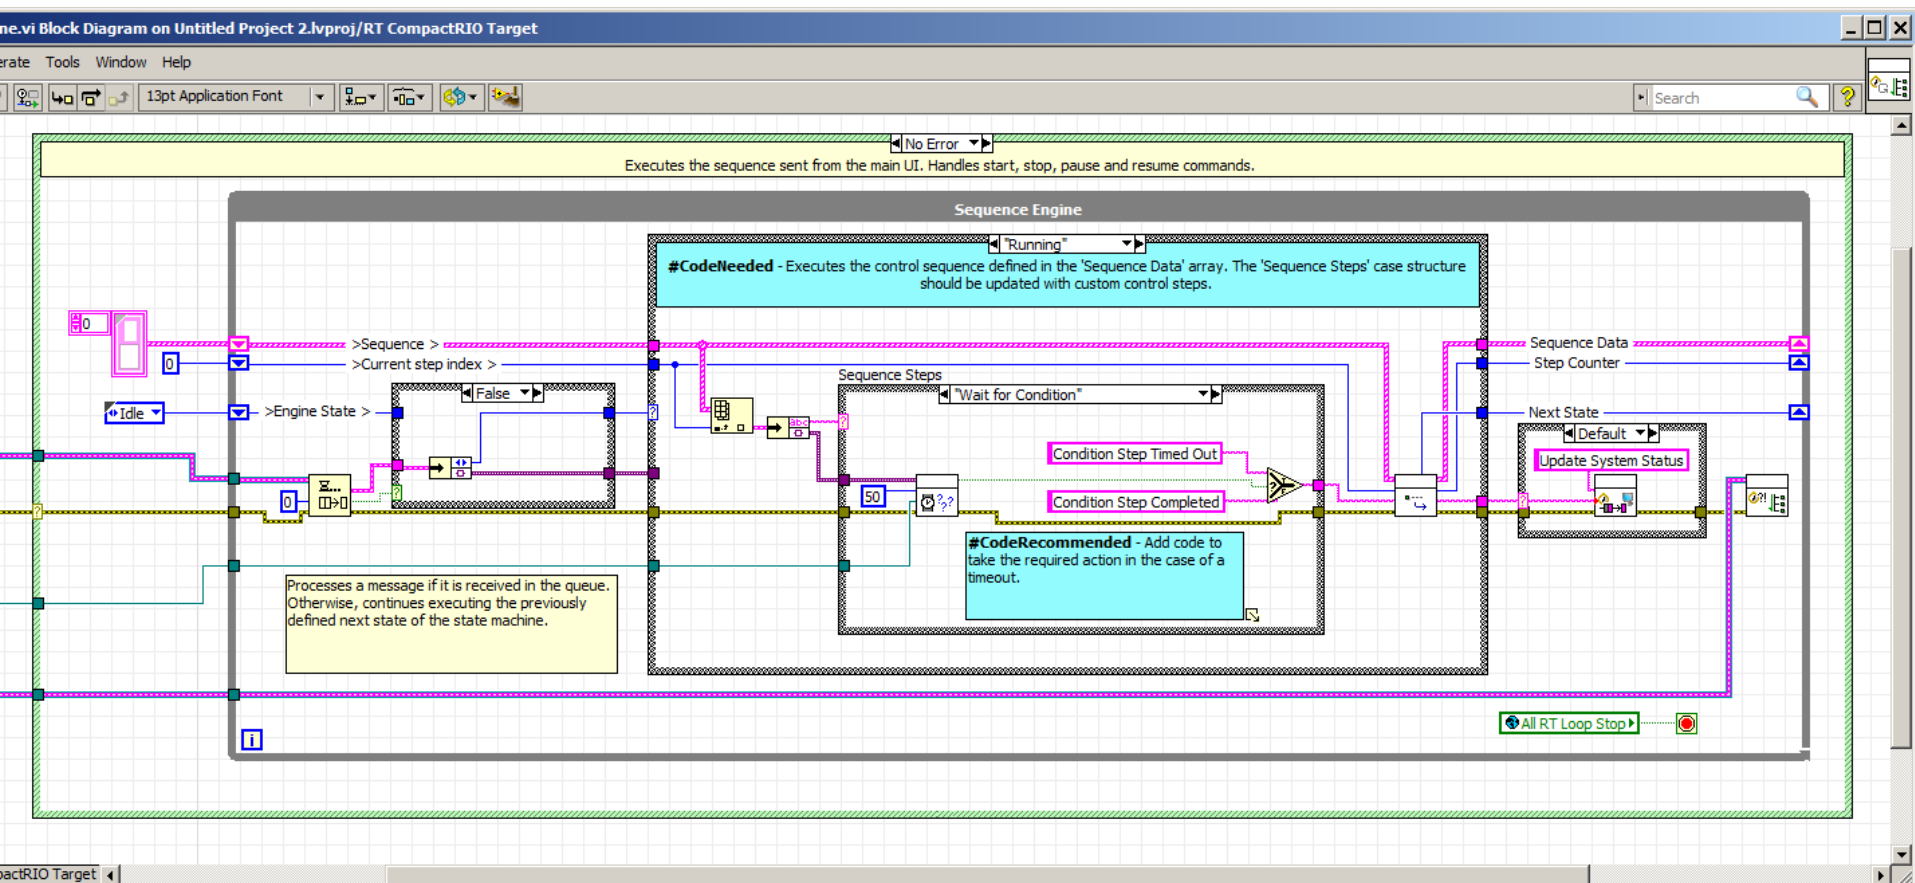 ne.vi Block Diagram on Untitled Project 2.lvproj/RT CompactRIO Target
erate Tools Window Help
13pt Application Font
Search
No Error
Executes the sequence sent from the main UI. Handles start, stop, pause and resume commands.
Sequence Engine
"Running"
#CodeNeeded - Executes the control sequence defined in the 'Sequence Data' array. The 'Sequence Steps' case structure
should be updated with custom control steps.
0
>Sequence >
Sequence Data
0
>Current step index >
Step Counter
Sequence Steps
False
"Wait for Condition"
Idle
>Engine State >
Next State
abc
Default
Condition Step Timed Out
Update System Status
0
50
Condition Step Completed
#CodeRecommended - Add code to
take the required action in the case of a
timeout.
Processes a message if it is received in the queue.
Otherwise, continues executing the previously
defined next state of the state machine.
All RT Loop Stop
i
pactRIO Target